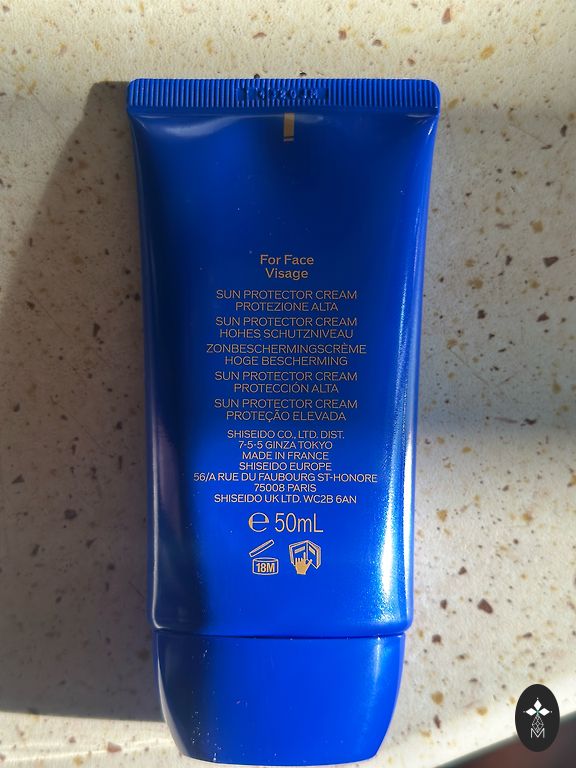 For Face
Visage
SUN PROTECTOR CREAM
PROTEZIONE ALTA
SUN PROTECTOR CREAM
HOHES SCHUTZNIVEAU
ZONBESCHERMINGSCRÈME
HOGE BESCHERMING
SUN PROTECTOR CREAM
PROTECCIÓN ALTA
SUN PROTECTOR CREAM
PROTEÇÃO ELEVADA
SHISEIDO CO., LTD. DIST.
7-5-5 GINZA TOKYO
MADE IN FRANCE
SHISEIDO EUROPE
56/A RUE DU FAUBOURG ST-HONORE
75008 PARIS
SHISEIDO UK LTD. WC2B 6AN
℮ 50mL
18M
M